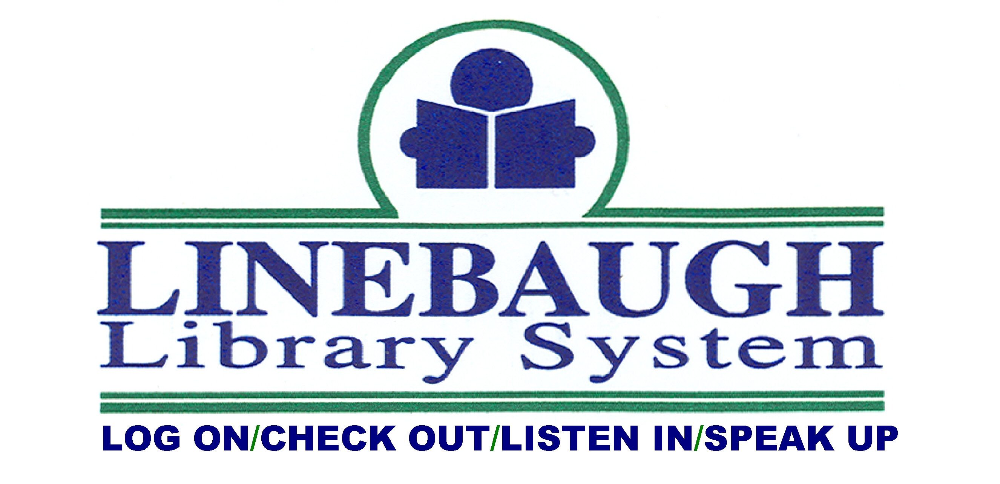 LINEBAUGH
Library System
LOG ON/CHECK OUT/LISTEN IN/SPEAK UP